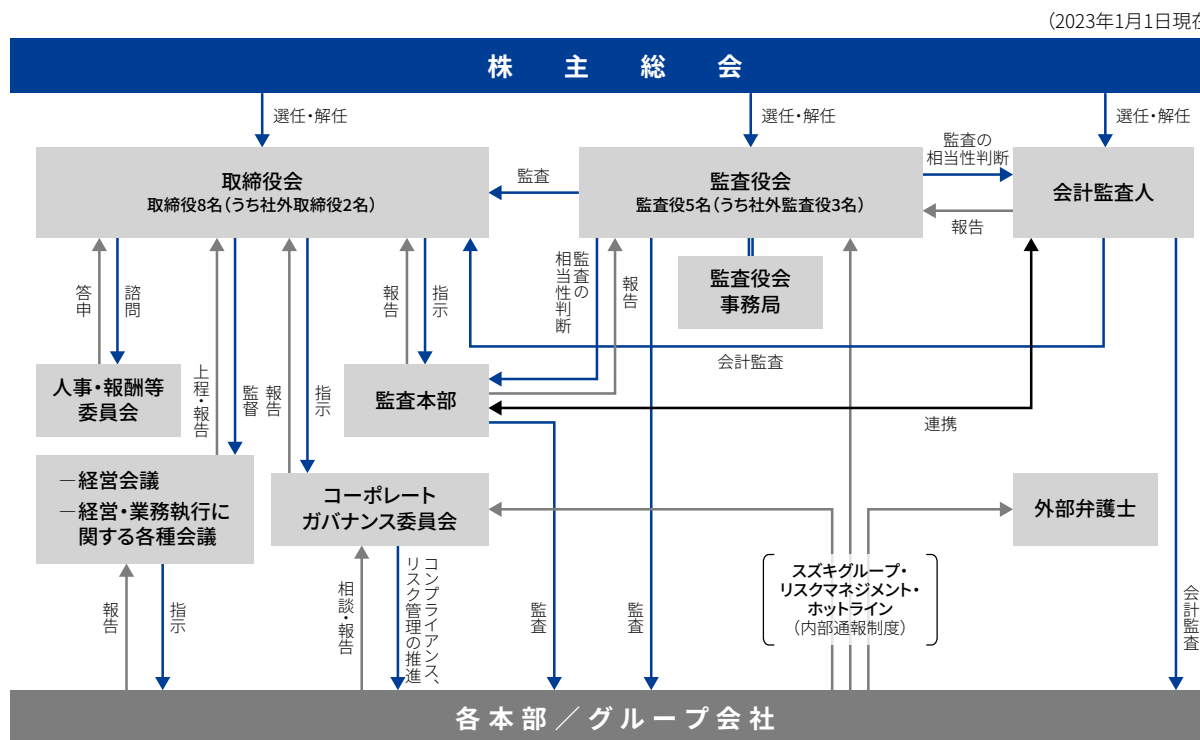 （2023年1月1日現在
株主総会
選任・解任
選任・解任
選任・解任
取締役会
取締役8名（うち社外取締役2名）
監査
監査役会
監査役5名（うち社外監査役3名）
監査の
相当性判断
報告
会計監査人
答申
諮問
報告
指示
監査の
相当性判断
報告
監査役会
事務局
会計監査
人事・報酬等
委員会
上程・報告
監督
報告
指示
監査本部
連携
―経営会議
―経営・業務執行に
関する各種会議
コーポレート
ガバナンス委員会
外部弁護士
報告
指示
相談・報告
コンプライアンス、
リスク管理の推進
監査
監査
スズキグループ・
リスクマネジメント・
ホットライン
（内部通報制度）
会計監査
各本部／グループ会社